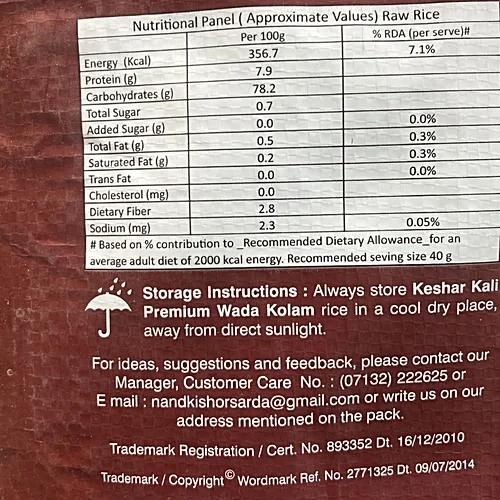 Nutritional Panel ( Approximate Values) Raw Rice
Per 100g % RDA (per serve)#
Energy (Kcal) 356.7 7.1%
Protein (g) 7.9
Carbohydrates (g) 78.2
Total Sugar 0.7
Added Sugar (g) 0.0 0.0%
Total Fat (g) 0.5 0.3%
Saturated Fat (g) 0.2 0.3%
Trans Fat 0.0 0.0%
Cholesterol (mg) 0.0
Dietary Fiber 2.8
Sodium (mg) 2.3 0.05%
# Based on % contribution to _Recommended Dietary Allowance_for an
average adult diet of 2000 kcal energy. Recommended seving size 40 g
Storage Instructions : Always store Keshar Kali
Premium Wada Kolam rice in a cool dry place,
away from direct sunlight.
For ideas, suggestions and feedback, please contact our
Manager, Customer Care No. : (07132) 222625 or
E mail : nandkishorsarda@gmail.com or write us on our
address mentioned on the pack.
Trademark Registration / Cert. No. 893352 Dt. 16/12/2010
Trademark / Copyright© Wordmark Ref. No. 2771325 Dt. 09/07/2014